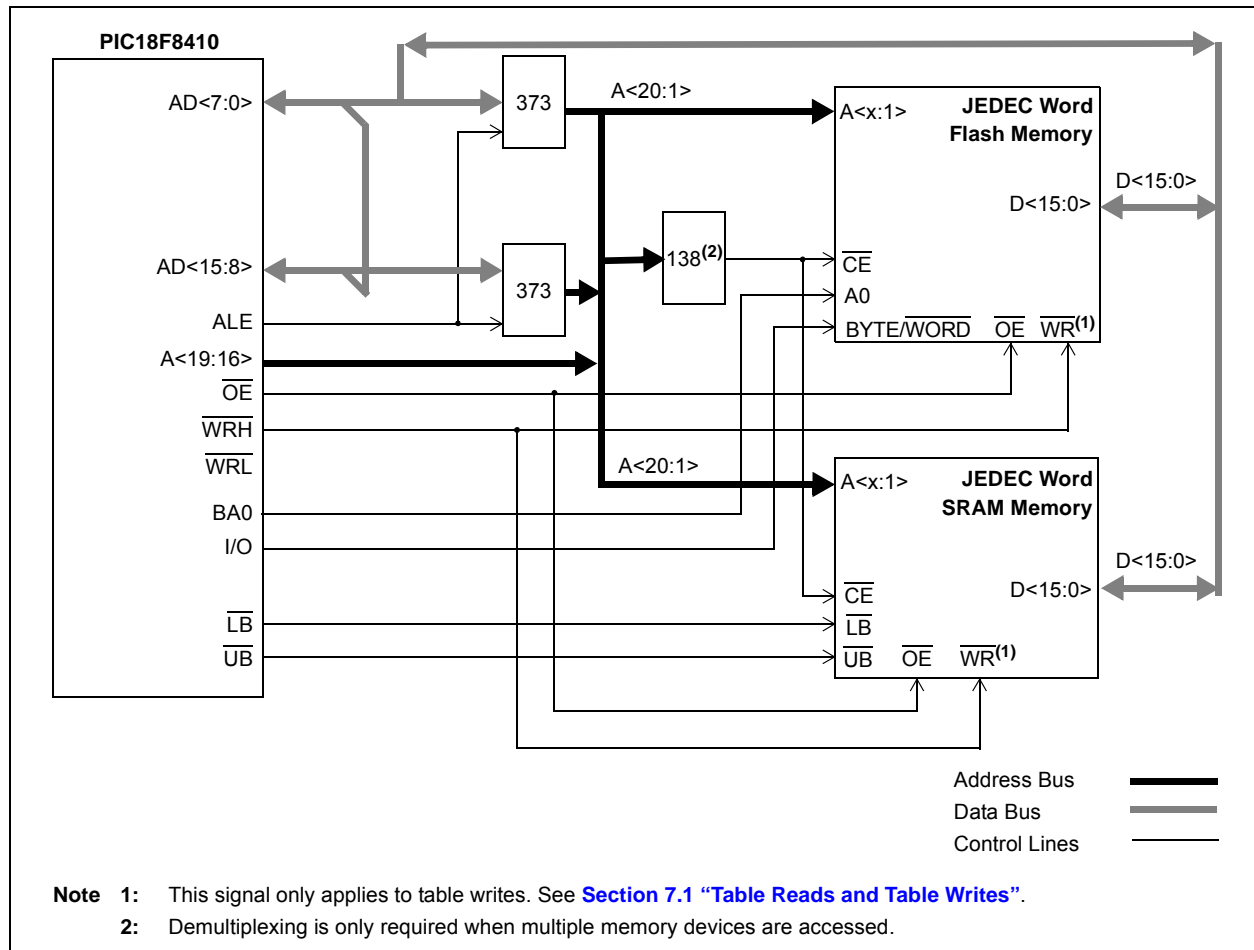 PIC18F8410
AD<7:0>
373
A<20:1>
A<x:1>
JEDEC Word
Flash Memory
D<15:0>
D<15:0>
138(2)
AD<15:8>
373
CE
A0
ALE
BYTE/WORD
OE
WR(1)
A<19:16>
OE
WRH
WRL
A<20:1>
A<x:1>
JEDEC Word
SRAM Memory
BA0
I/O
D<15:0>
D<15:0>
CE
LB
LB
UB
UB
OE
WR(1)
Address Bus
Data Bus
Control Lines
Note 1: This signal only applies to table writes. See Section 7.1 “Table Reads and Table Writes”.
2: Demultiplexing is only required when multiple memory devices are accessed.